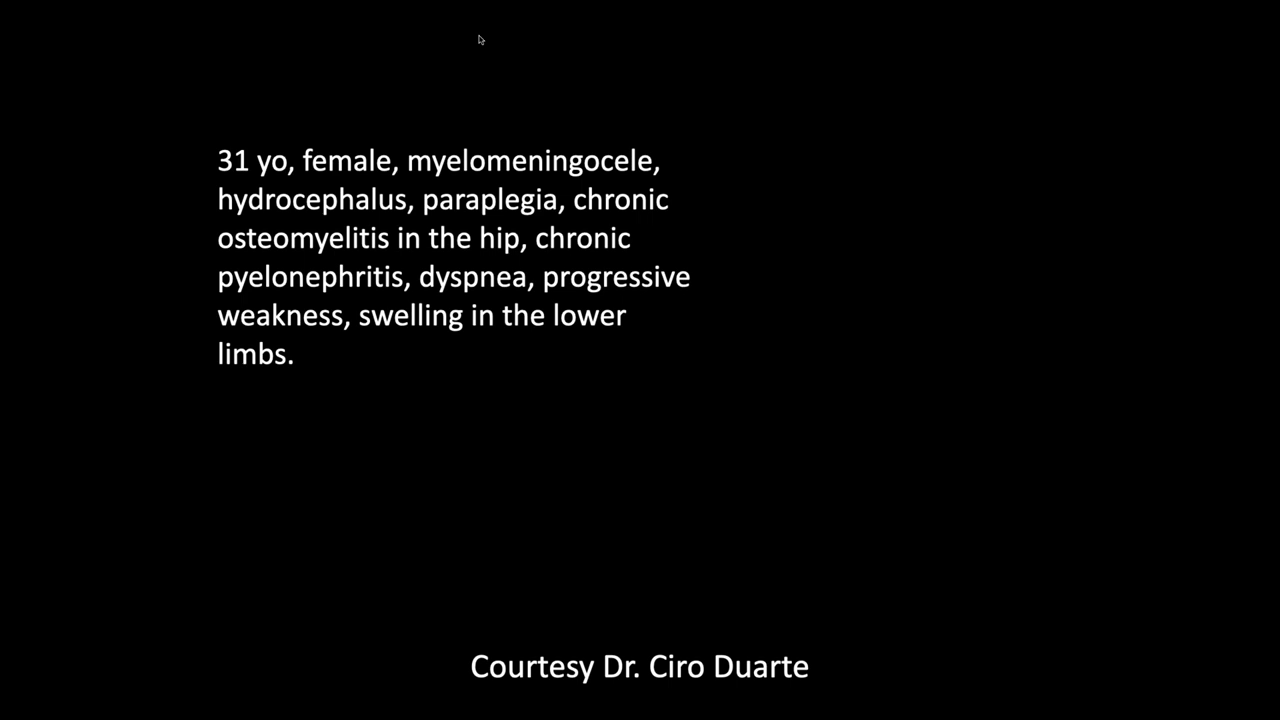 31 yo, female, myelomeningocele,
hydrocephalus, paraplegia, chronic
osteomyelitis in the hip, chronic
pyelonephritis, dyspnea, progressive
weakness, swelling in the lower
limbs.
Courtesy Dr. Ciro Duarte